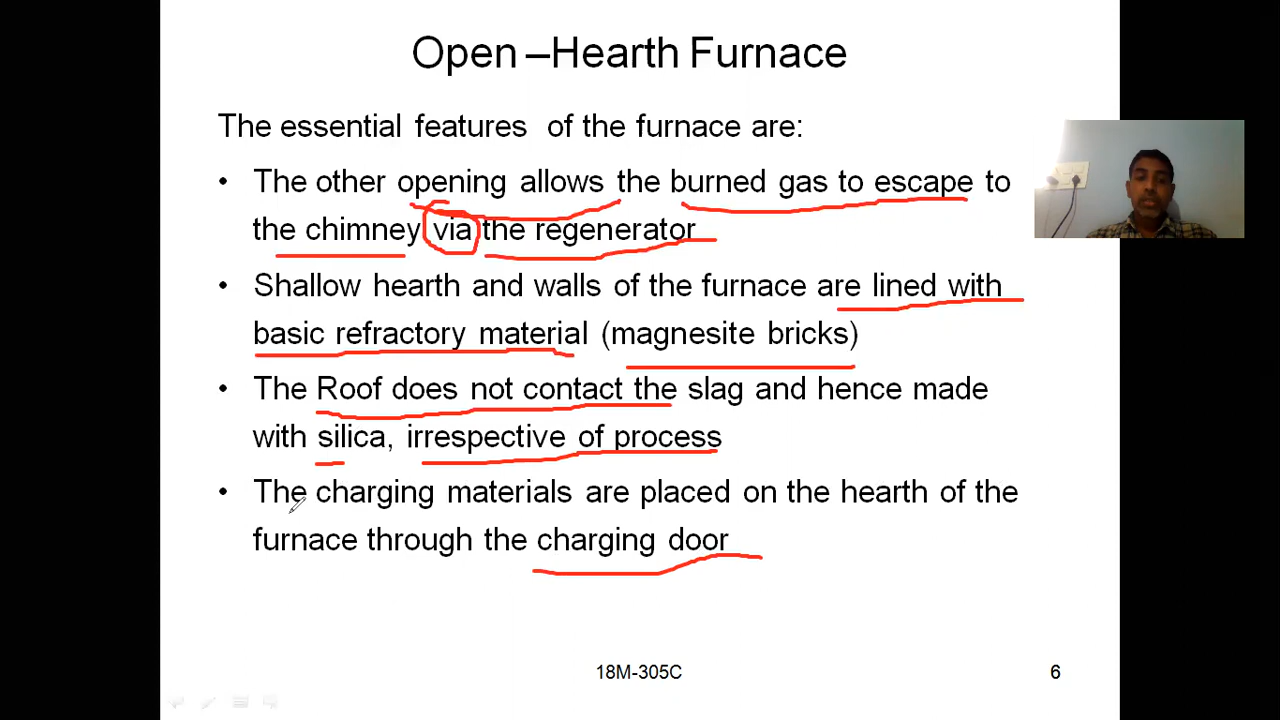 Open –Hearth Furnace
The essential features of the furnace are:
• The other opening allows the burned gas to escape to
the chimney via the regenerator
• Shallow hearth and walls of the furnace are lined with
basic refractory material (magnesite bricks)
• The Roof does not contact the slag and hence made
with silica, irrespective of process
• The charging materials are placed on the hearth of the
furnace through the charging door
18M-305C
6